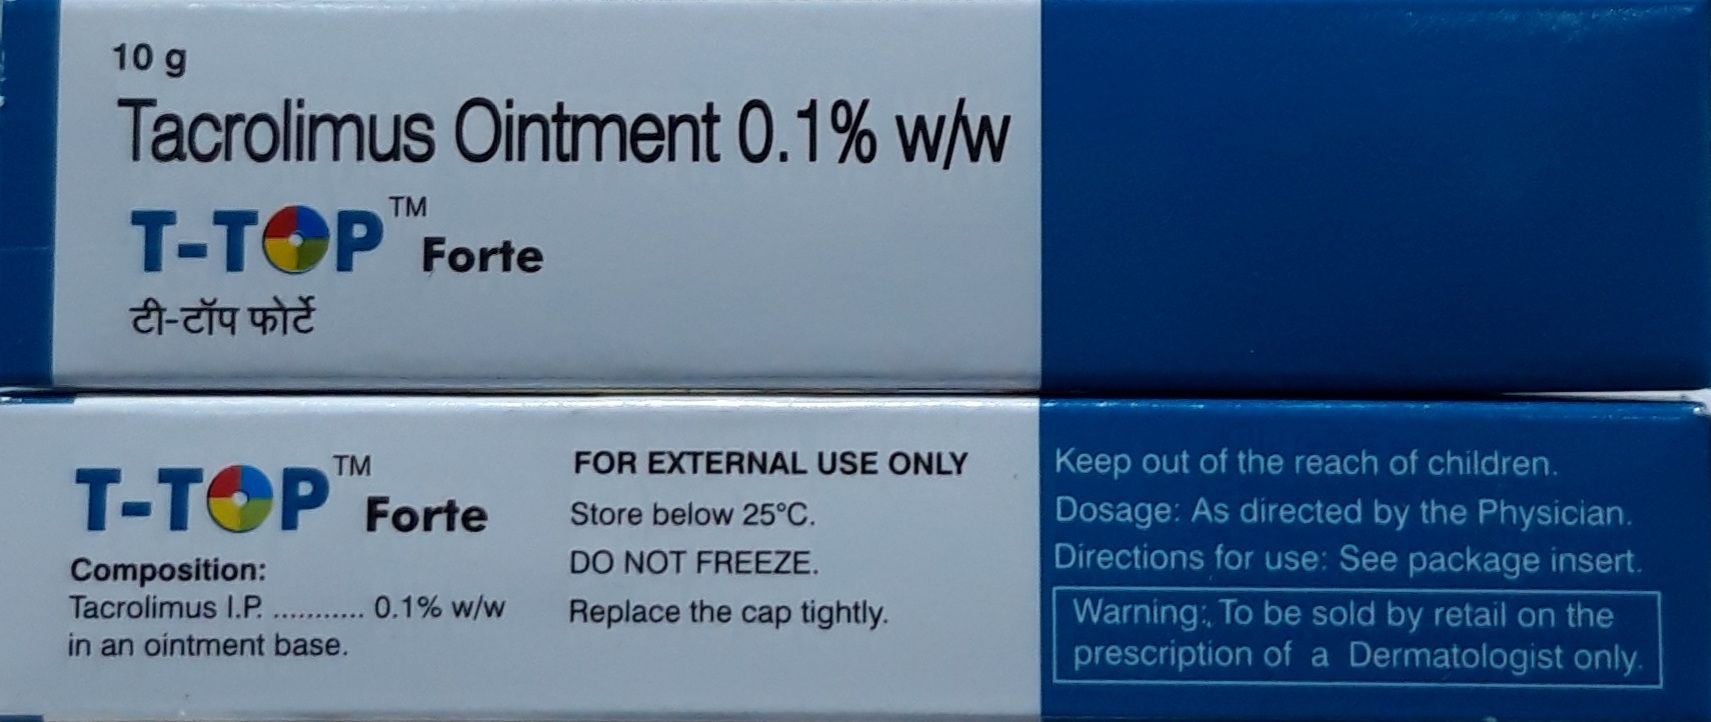 10 g
Tacrolimus Ointment 0.1% w/w
T-TOP™ Forte
टी-टॉप फोर्टे
T-TOP™ Forte
Composition:
Tacrolimus I.P. ........... 0.1% w/w
in an ointment base.
FOR EXTERNAL USE ONLY
Store below 25°C.
DO NOT FREEZE.
Replace the cap tightly.
Keep out of the reach of children.
Dosage: As directed by the Physician.
Directions for use: See package insert.
Warning: To be sold by retail on the
prescription of a Dermatologist only.